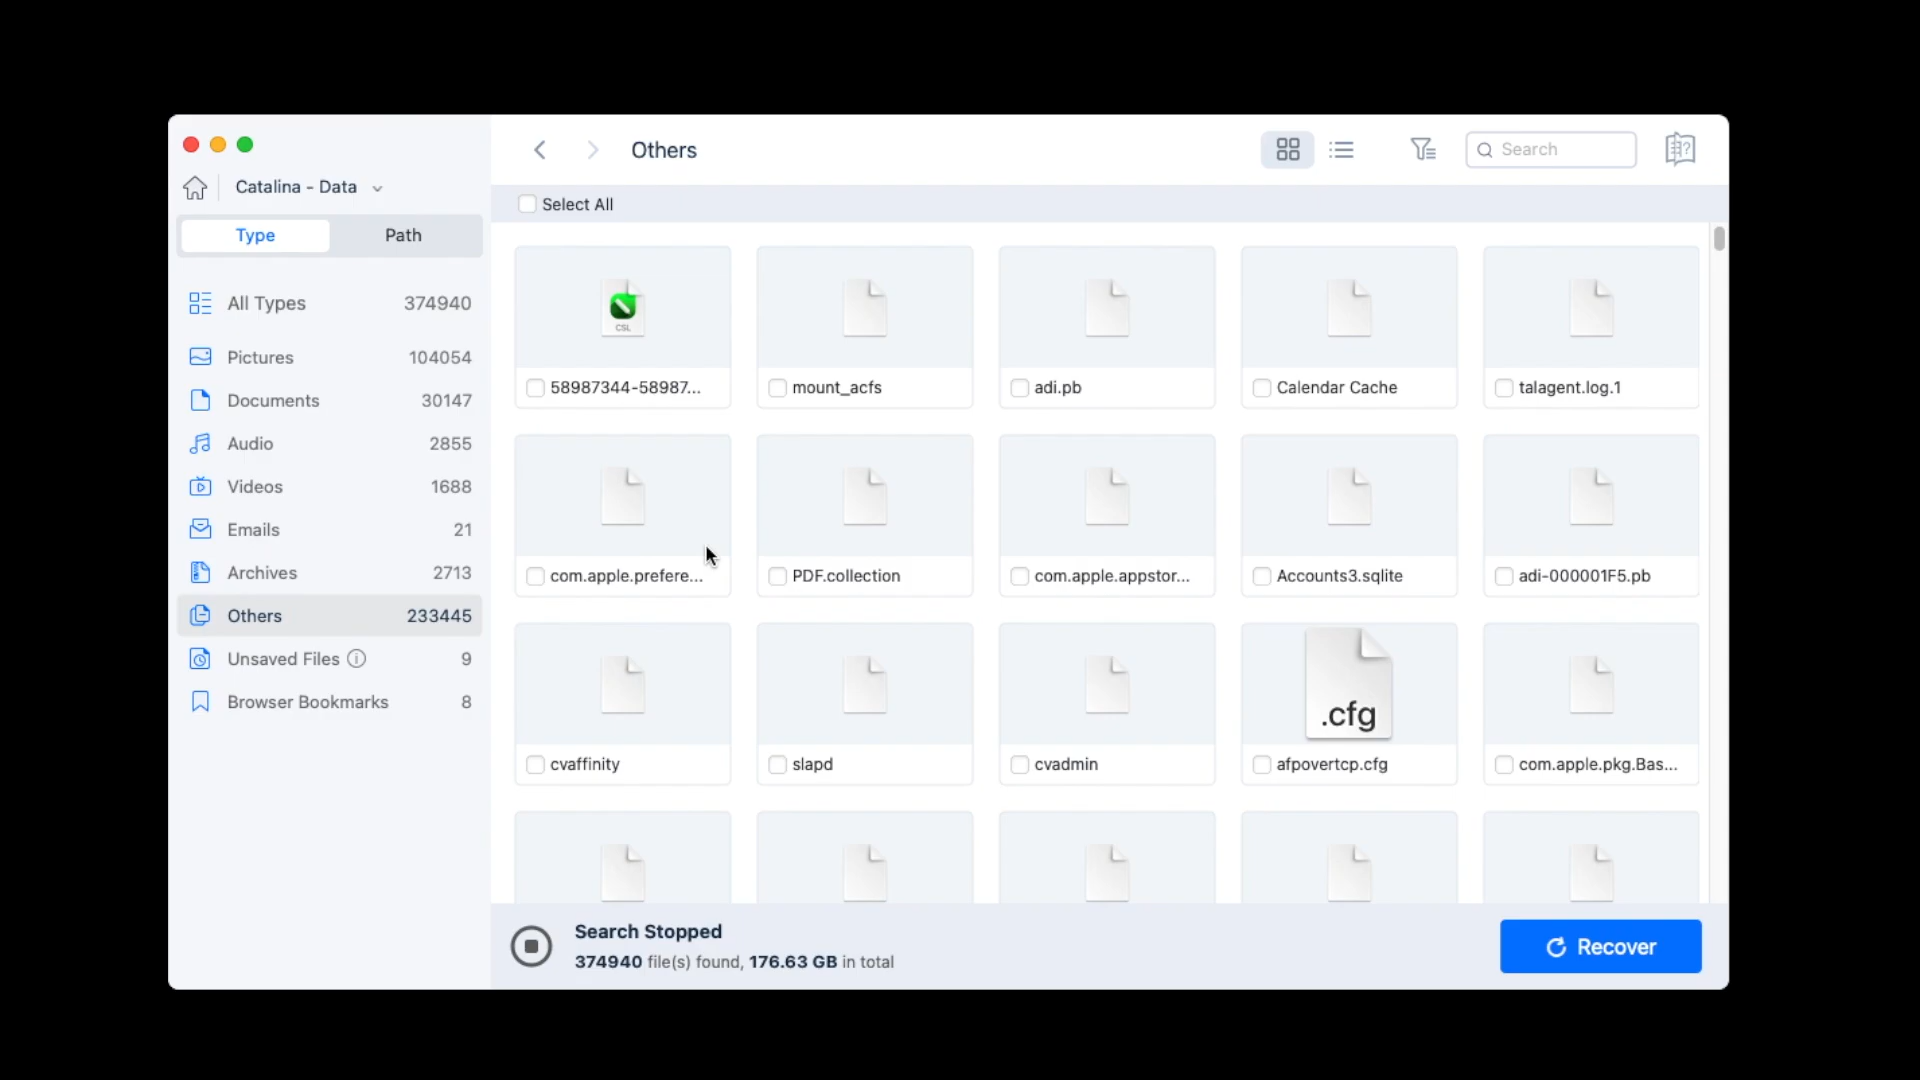 Others
Search
Catalina - Data
Type
Path
Select All
All Types 374940
Pictures 104054
Documents 30147
Audio 2855
Videos 1688
Emails 21
Archives 2713
Others 233445
Unsaved Files 9
Browser Bookmarks 8
CSL
58987344-58987...
mount_acfs
adi.pb
Calendar Cache
talagent.log.1
com.apple.prefere...
PDF.collection
com.apple.appstor...
Accounts3.sqlite
adi-000001F5.pb
.cfg
cvaffinity
slapd
cvadmin
afpovertcp.cfg
com.apple.pkg.Bas...
Search Stopped
374940 file(s) found, 176.63 GB in total
Recover